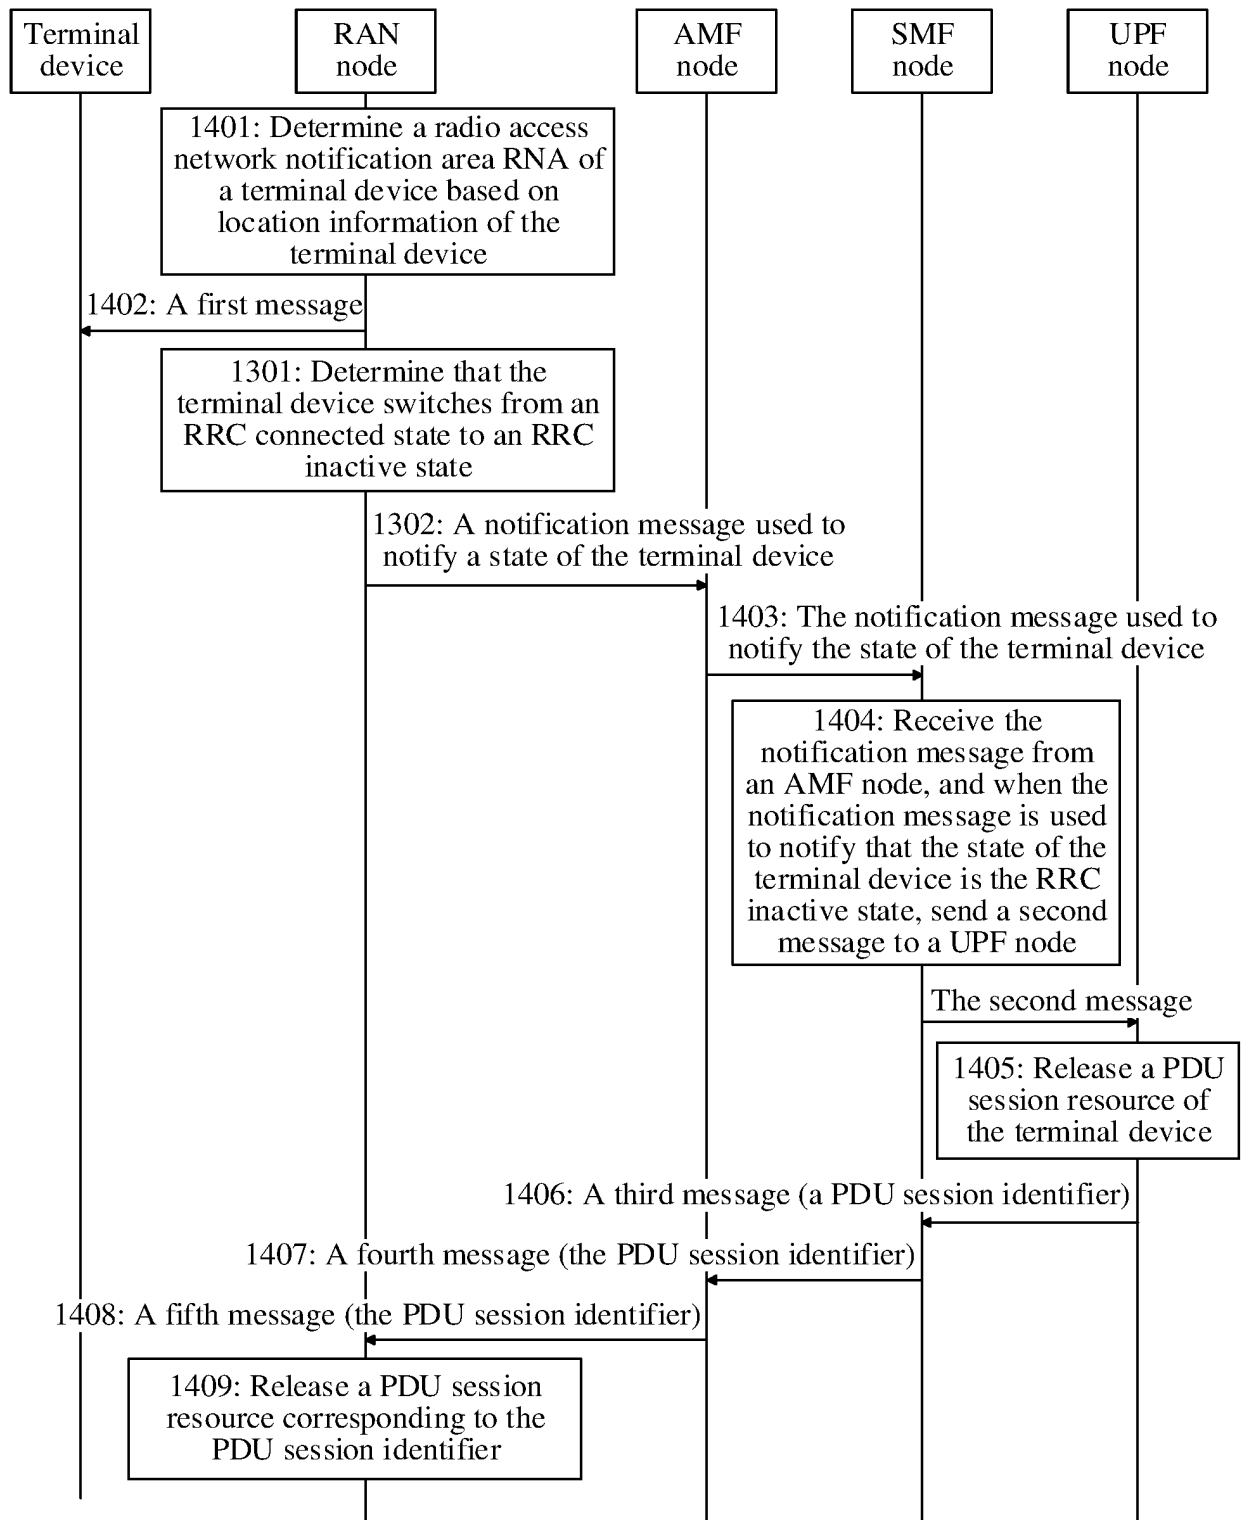 Terminal
device
RAN
node
AMF
node
SMF
node
UPF
node
1401: Determine a radio access
network notification area RNA of
a terminal device based on
location information of the
terminal device
1402: A first message
1301: Determine that the
terminal device switches from an
RRC connected state to an RRC
inactive state
1302: A notification message used to
notify a state of the terminal device
1403: The notification message used to
notify the state of the terminal device
1404: Receive the
notification message from
an AMF node, and when the
notification message is used
to notify that the state of the
terminal device is the RRC
inactive state, send a second
message to a UPF node
The second message
1405: Release a PDU
session resource of
the terminal device
1406: A third message (a PDU session identifier)
1407: A fourth message (the PDU session identifier)
1408: A fifth message (the PDU session identifier)
1409: Release a PDU session
resource corresponding to the
PDU session identifier